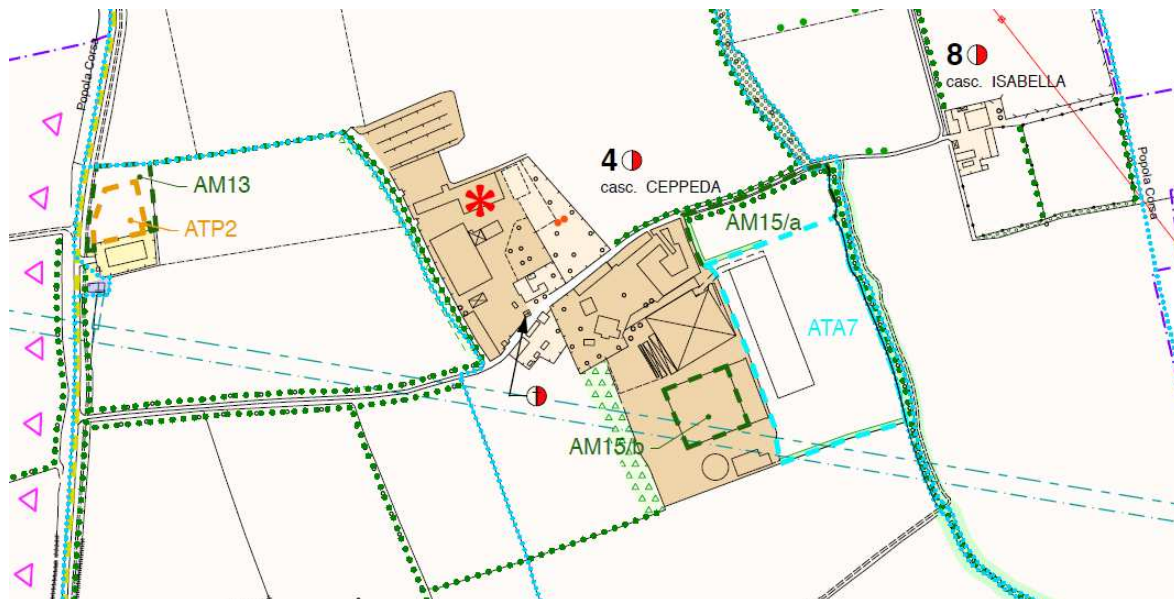 Popola Corsa
8
casc. ISABELLA
4
casc. CEPPEDA
Popola Corsa
AM13
ATP2
AM15/a
ATA7
AM15/b